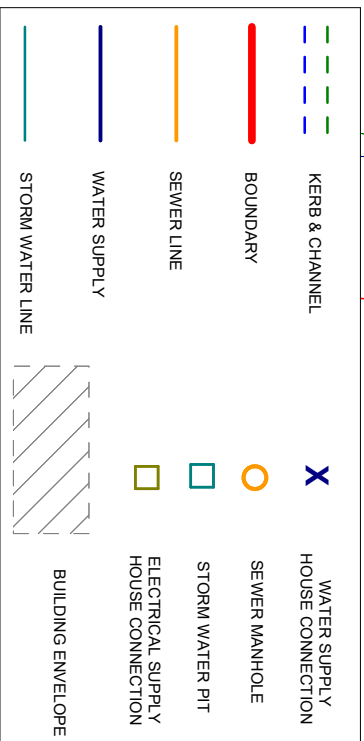 KERB & CHANNEL
BOUNDARY
SEWER LINE
WATER SUPPLY
STORM WATER LINE
X
WATER SUPPLY
HOUSE CONNECTION
SEWER MANHOLE
STORM WATER PIT
ELECTRICAL SUPPLY
HOUSE CONNECTION
BUILDING ENVELOPE